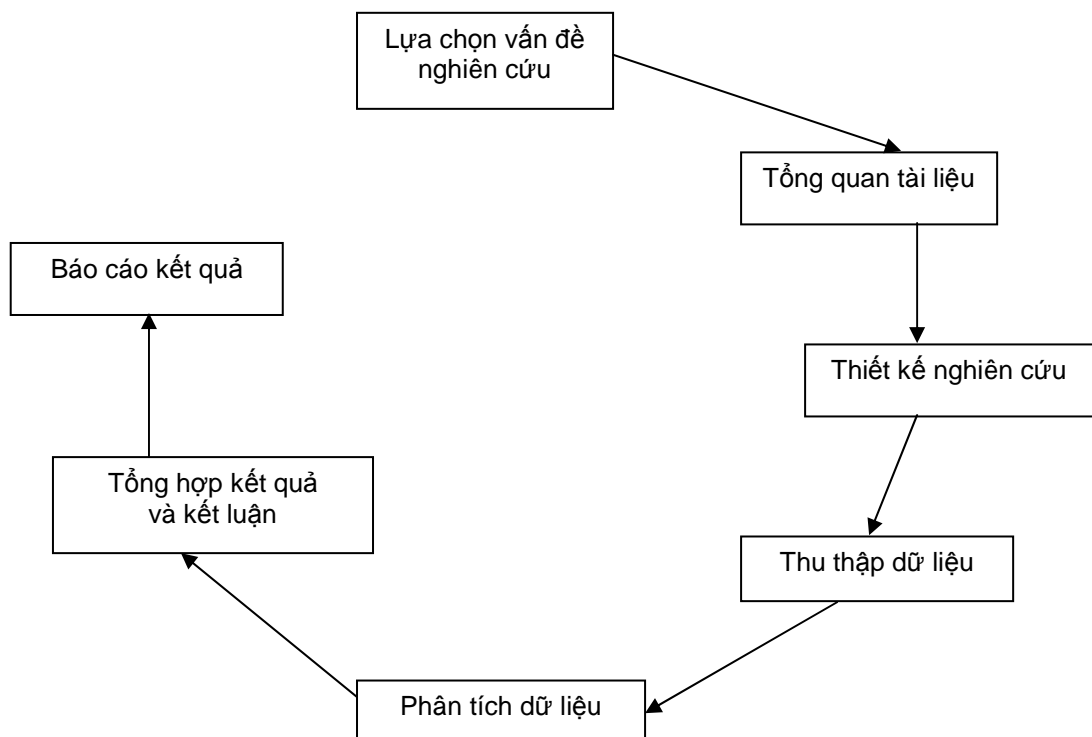 Lựa chọn vấn đề
nghiên cứu
Tổng quan tài liệu
Thiết kế nghiên cứu
Thu thập dữ liệu
Phân tích dữ liệu
Tổng hợp kết quả
và kết luận
Báo cáo kết quả